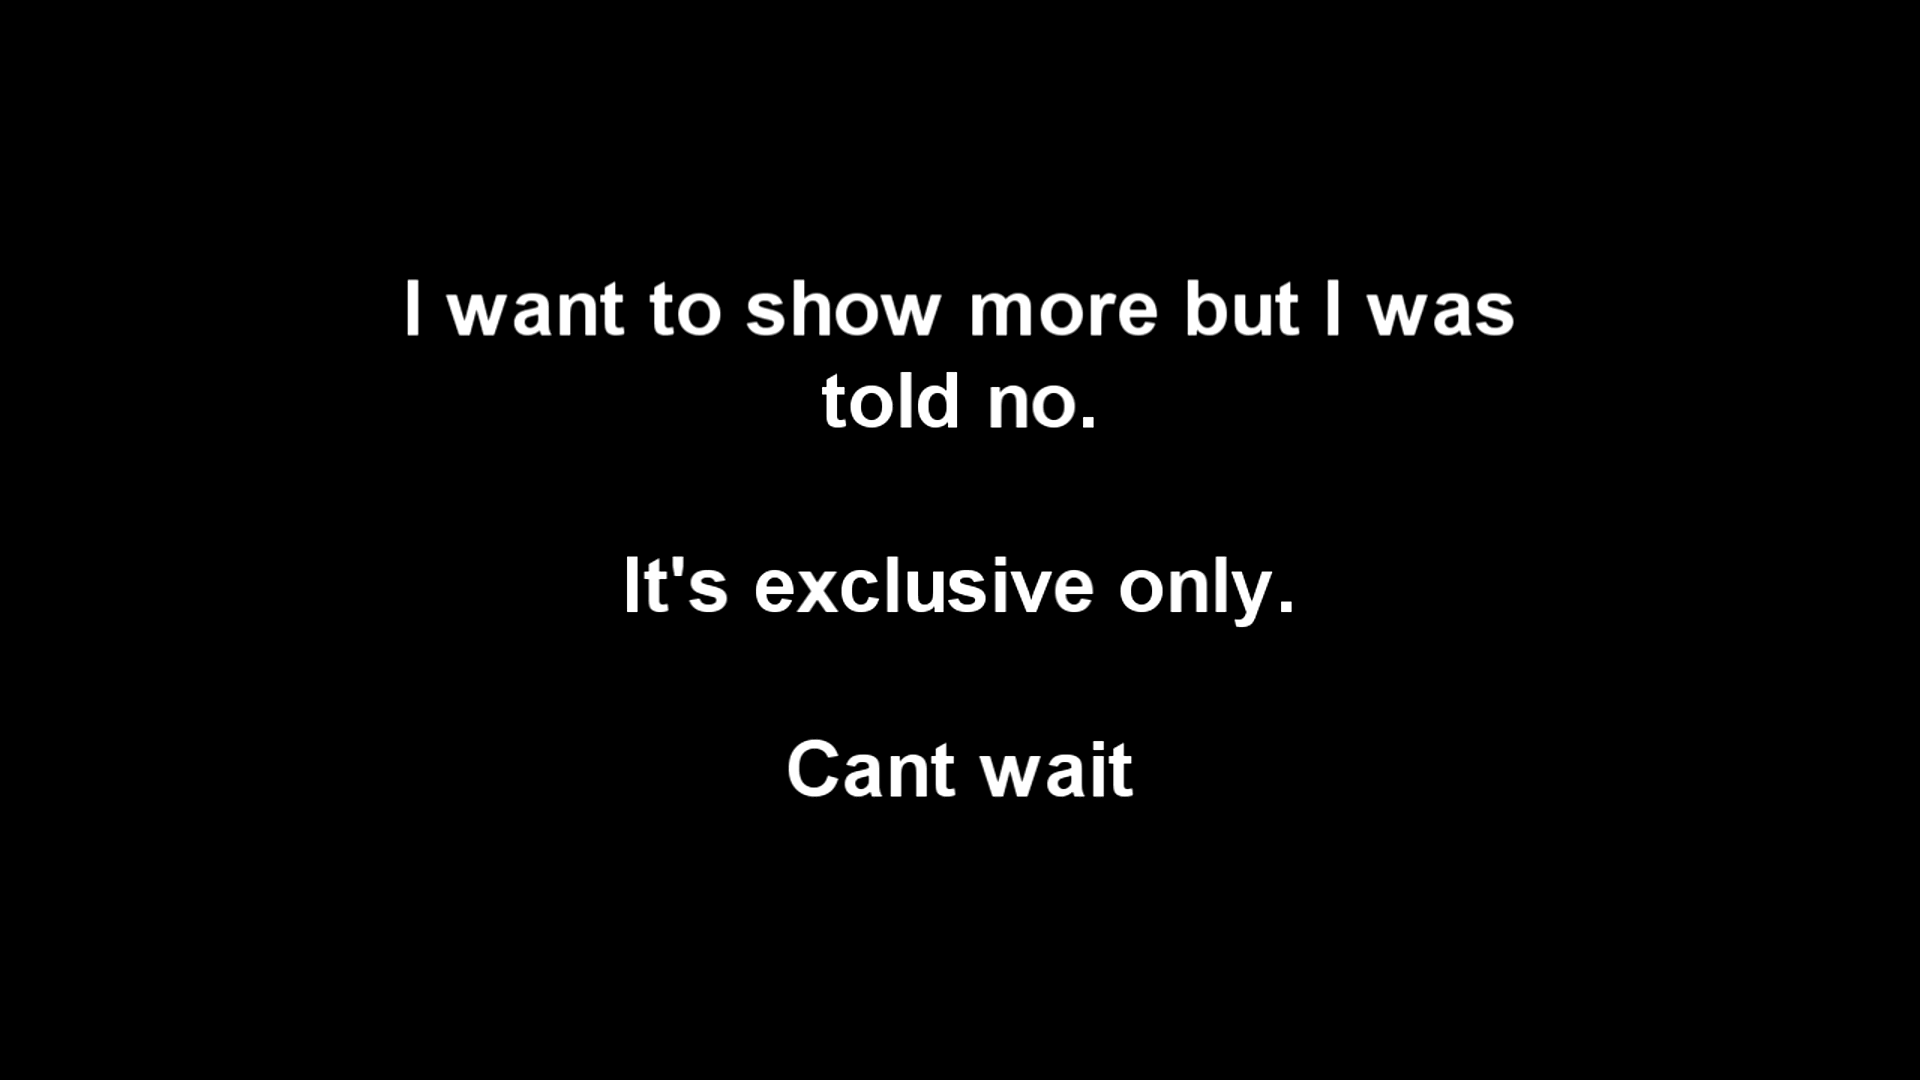 I want to show more but I was
told no.
It's exclusive only.
Cant wait